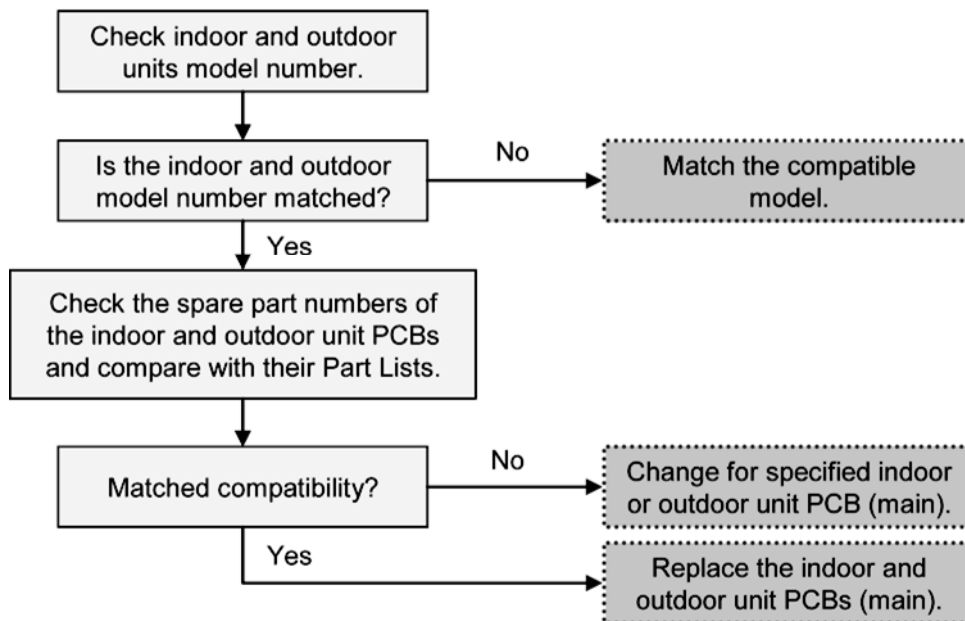 Check indoor and outdoor
units model number.
Is the indoor and outdoor
model number matched?
No
Match the compatible
model.
Yes
Check the spare part numbers of
the indoor and outdoor unit PCBs
and compare with their Part Lists.
Matched compatibility?
No
Change for specified indoor
or outdoor unit PCB (main).
Yes
Replace the indoor and
outdoor unit PCBs (main).